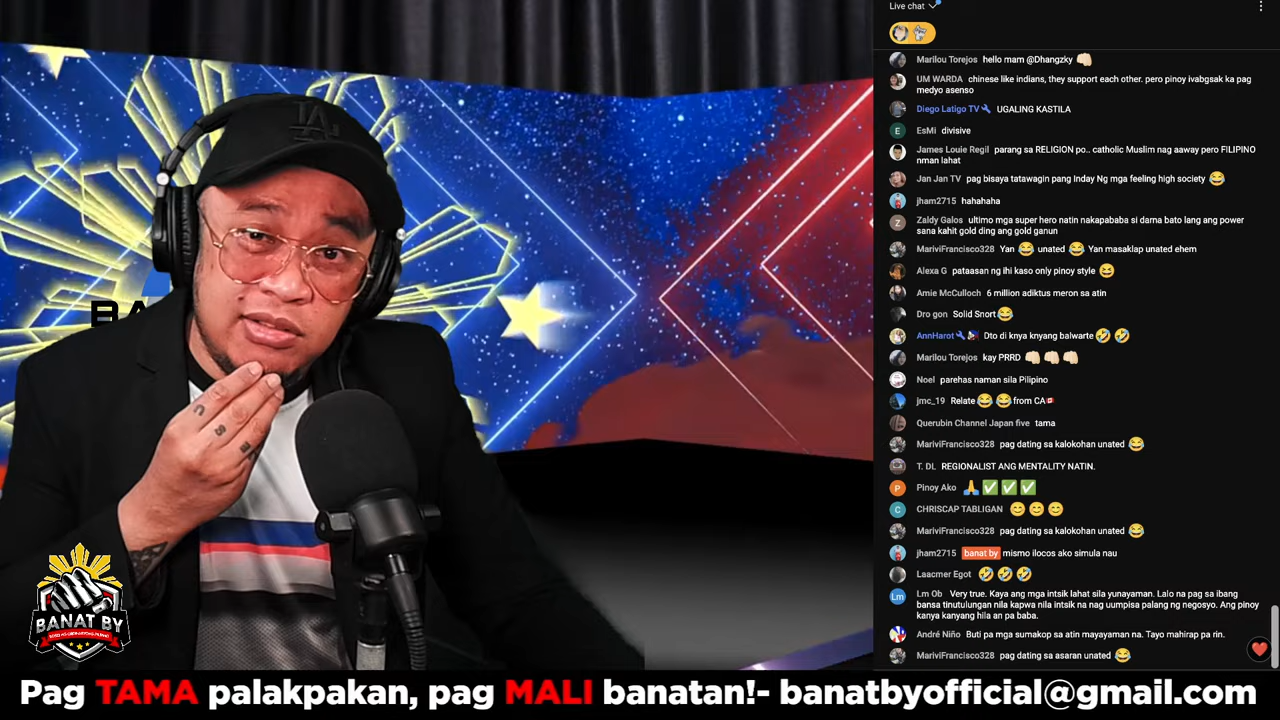 Live chat
Marilou Torejos hello mam @Dhangzky
UM WARDA chinese like indians, they support each other. pero pinoy ivabgsak ka pag
medyo asenso
Diego Latigo TV UGALING KASTILA
EsMi divisive
James Louie Regil parang sa RELIGION po.. catholic Muslim nag aaway pero FILIPINO
nman lahat
Jan Jan TV pag bisaya tatawagin pang Inday Ng mga feeling high society 😂
jham2715 hahahaha
Zaldy Galos ultimo mga super hero natin nakapababa si darna bato lang ang power
sana kahit gold ding ang gold ganun
MariviFrancisco328 Yan 😂 unated 😂 Yan masaklap unated ehem
Alexa G pataasan ng ihi kaso only pinoy style 😆
Amie McCulloch 6 million adiktus meron sa atin
Dro gon Solid Snort😂
AnnHarot Dto di knya knyang balwarte 🤣 🤣
Marilou Torejos kay PRRD 👊🏻 👊🏻 👊🏻
Noel parehas naman sila Pilipino
jmc_19 Relate😂 😂from CA🇨🇦
Querubin Channel Japan five tama
MariviFrancisco328 pag dating sa kalokohan unated 😂
T. DL REGIONALIST ANG MENTALITY NATIN.
Pinoy Ako 🙏 ✅ ✅ ✅
CHRISCAP TABLIGAN 😊 😊 😊
MariviFrancisco328 pag dating sa kalokohan unated 😂
jham2715 banat by mismo ilocos ako simula nau
Laacmer Egot 🤣 🤣 🤣
Lm Ob Very true. Kaya ang mga intsik lahat sila yunayaman. Lalo na pag sa ibang
bansa tinutulungan nila kapwa nila intsik na nag uumpisa palang ng negosyo. Ang pinoy
kanya kanyang hila an pa baba.
André Niño Buti pa mga sumakop sa atin mayayaman na. Tayo mahirap pa rin.
MariviFrancisco328 pag dating sa asaran unated 😂
LA
BA
BANAT BY
Pag TAMA palakpakan, pag MALI banatan!- banatbyofficial@gmail.com